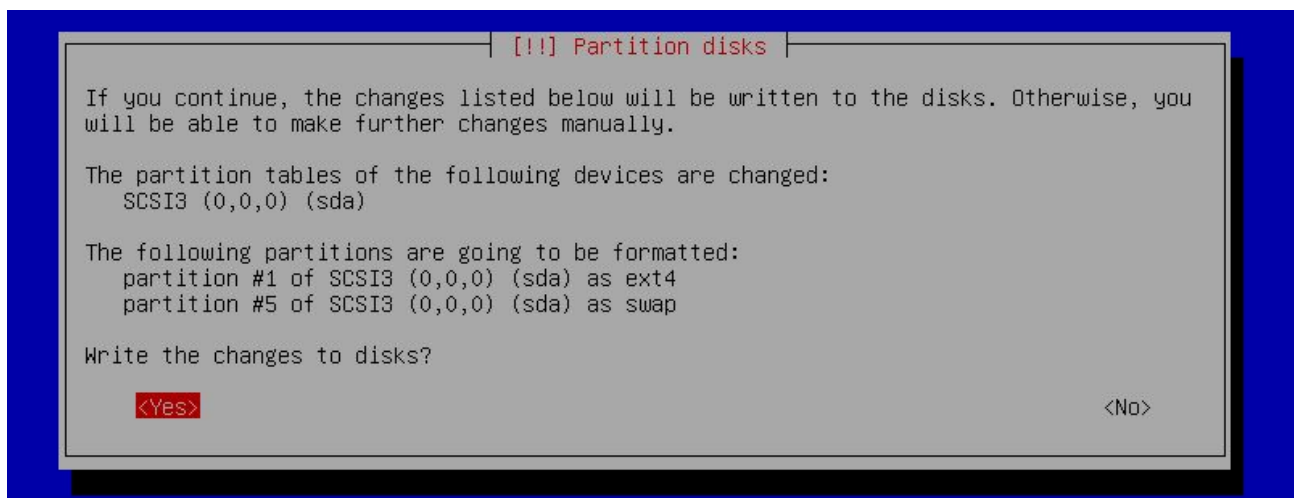 [!!] Partition disks
If you continue, the changes listed below will be written to the disks. Otherwise, you
will be able to make further changes manually.
The partition tables of the following devices are changed:
SCSI3 (0,0,0) (sda)
The following partitions are going to be formatted:
partition #1 of SCSI3 (0,0,0) (sda) as ext4
partition #5 of SCSI3 (0,0,0) (sda) as swap
Write the changes to disks?
<Yes> <No>